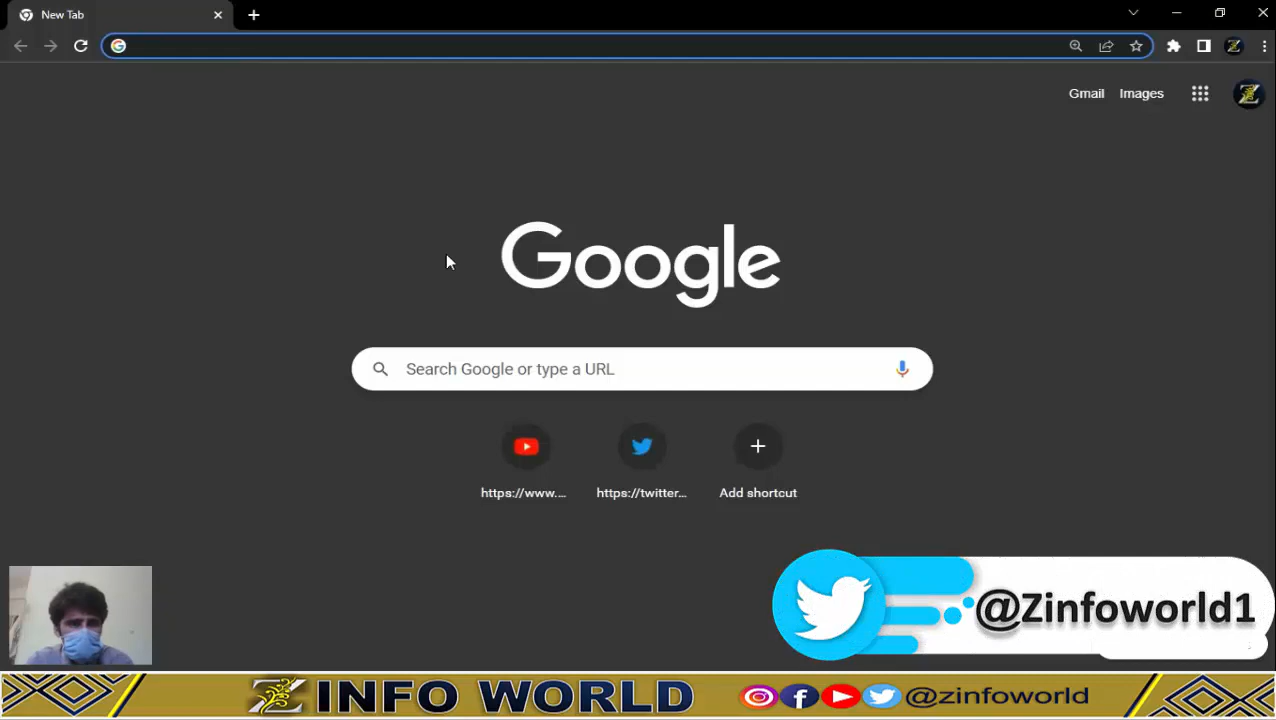 New Tab
Gmail Images
Google
Search Google or type a URL
https://www.... https://twitter... Add shortcut
@Zinfoworld1
Z INFO WORLD @zinfoworld